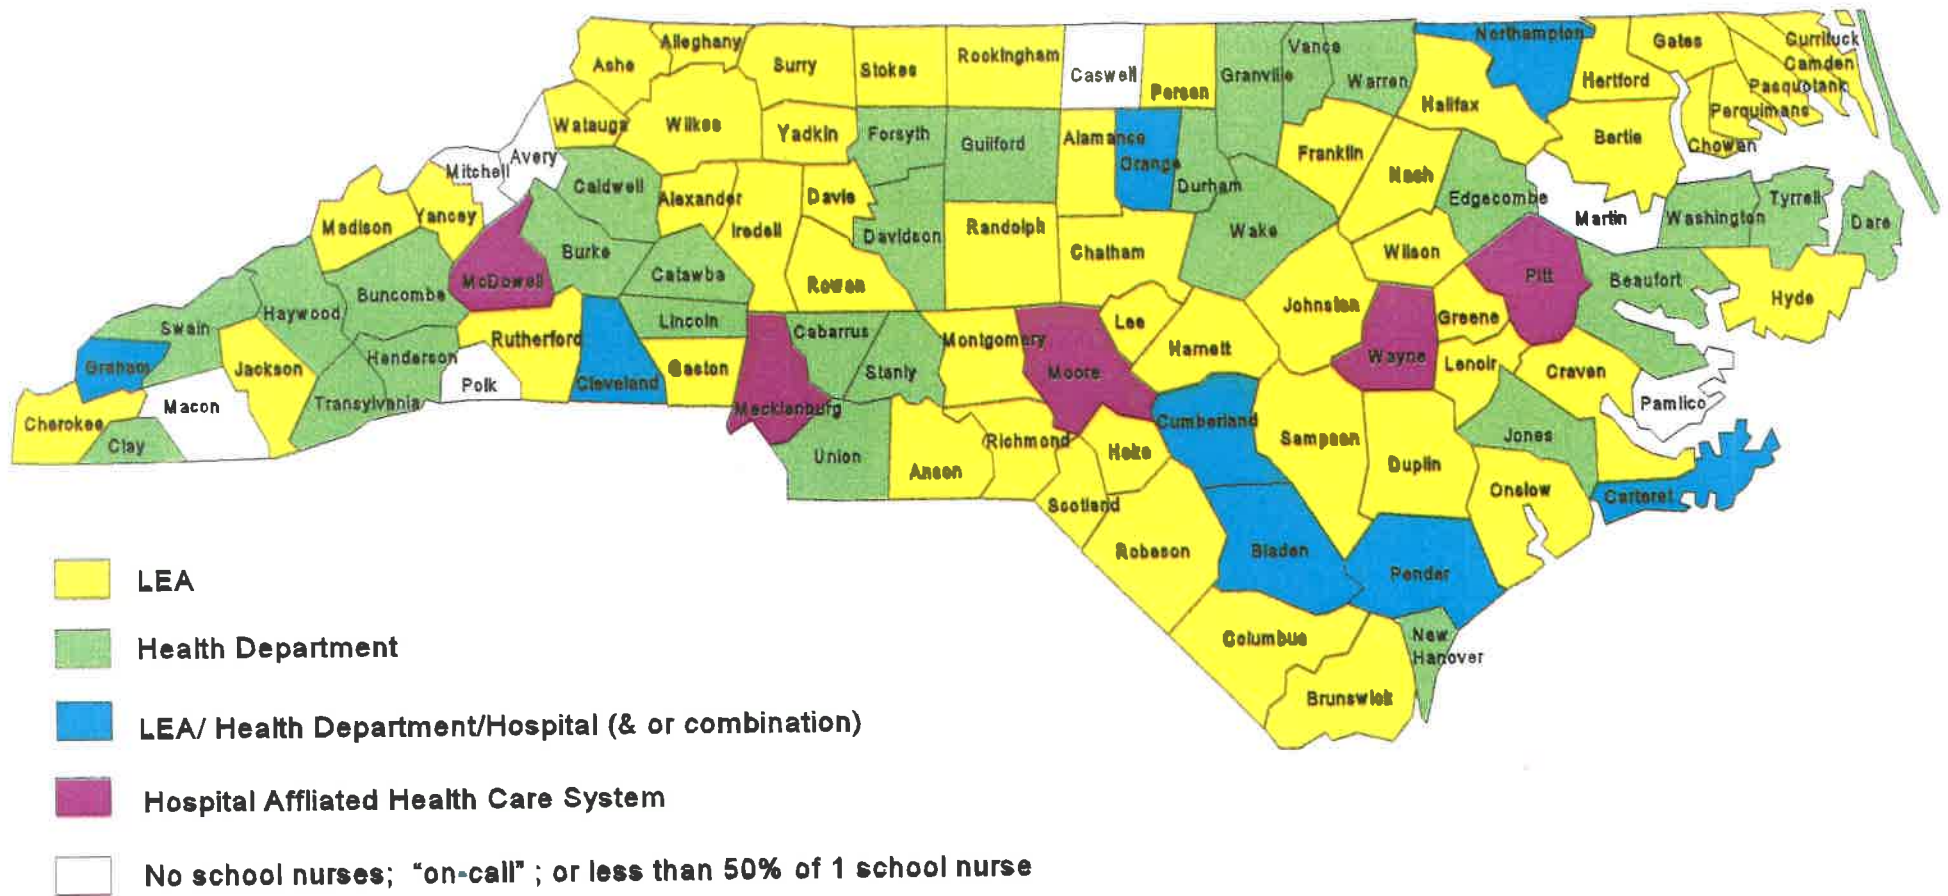 Alleghany
Ashe
Surry
Stokes
Rockingham
Caswell
Person
Granville
Vance
Warren
Northampton
Gates
Currituck
Camden
Pasquotank
Perquimans
Hertford
Halifax
Watauga
Wilkes
Yadkin
Forsyth
Guilford
Alamance
Orange
Durham
Franklin
Nash
Bertie
Chowan
Mitchell
Avery
Caldwell
Alexander
Davie
Iredell
Edgecombe
Martin
Washington
Tyrrell
Dare
Madison
Yancey
Burke
Catawba
Davidson
Randolph
Chatham
Wake
Wilson
McDowell
Rowan
Pitt
Beaufort
Hyde
Swain
Haywood
Buncombe
Lincoln
Cabarrus
Lee
Johnston
Greene
Graham
Jackson
Henderson
Rutherford
Polk
Cleveland
Gaston
Stanly
Montgomery
Moore
Harnett
Wayne
Lenoir
Craven
Pamlico
Cherokee
Macon
Clay
Transylvania
Mecklenburg
Union
Anson
Richmond
Hoke
Cumberland
Sampson
Duplin
Jones
Onslow
Carteret
Scotland
Robeson
Bladen
Pender
Columbus
New
Hanover
Brunswick
LEA
Health Department
LEA/ Health Department/Hospital (& or combination)
Hospital Affliated Health Care System
No school nurses; “on-call” ; or less than 50% of 1 school nurse